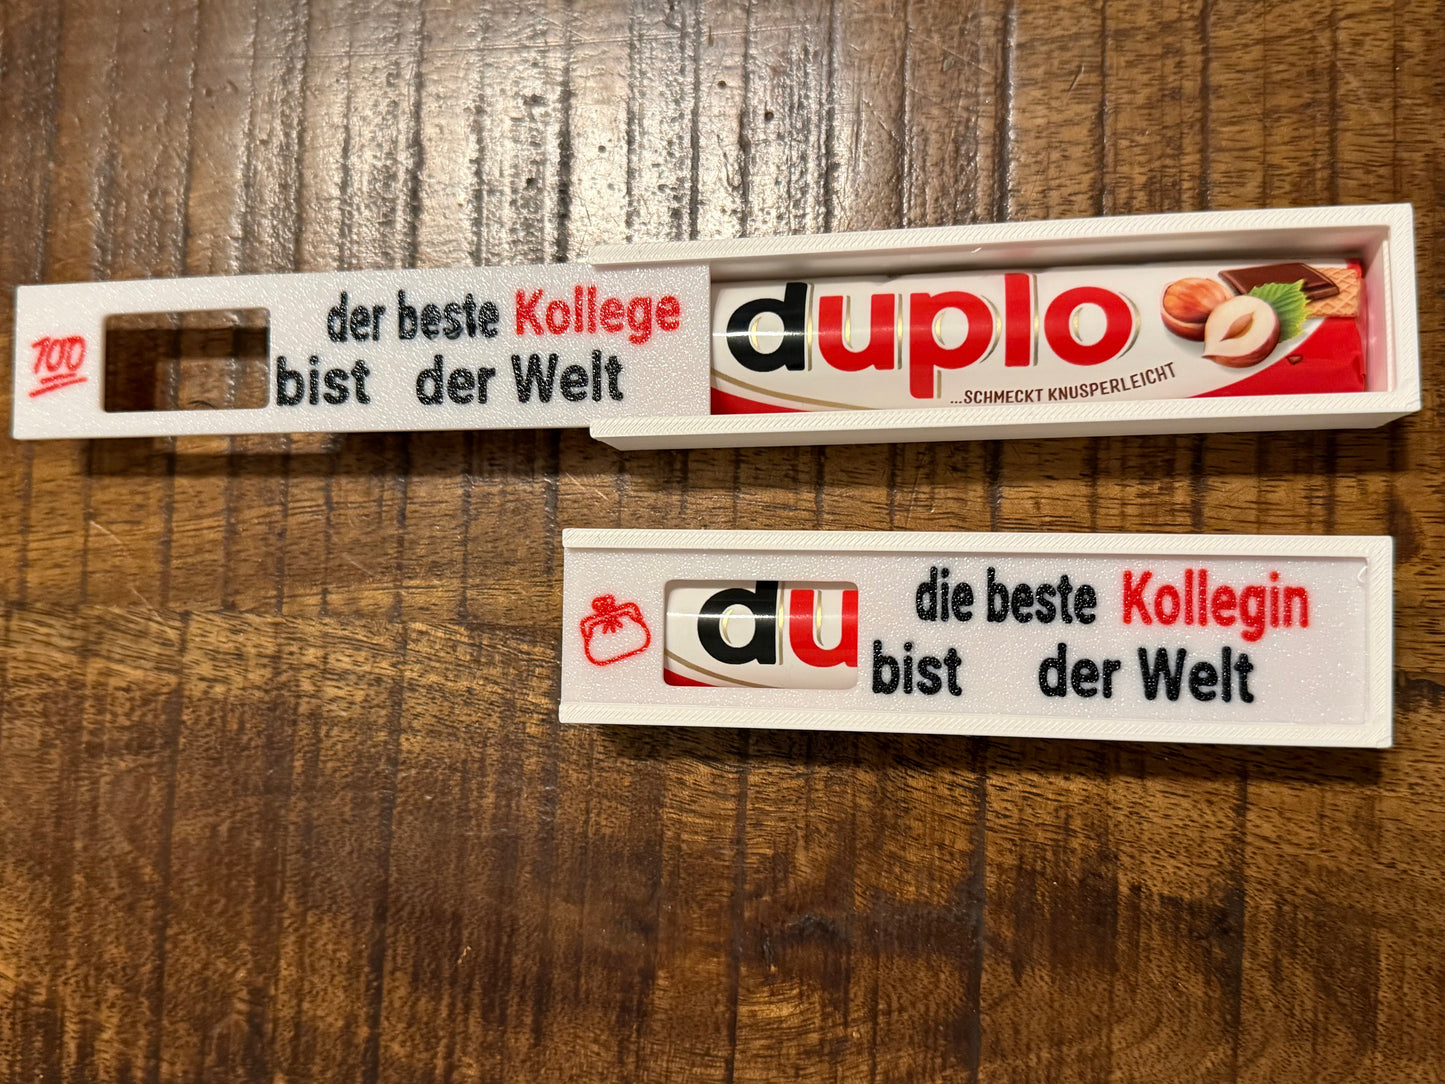 der beste Kollege
100
bist der Welt
duplo
...SCHMECKT KNUSPERLEICHT
die beste Kollegin
du
bist der Welt